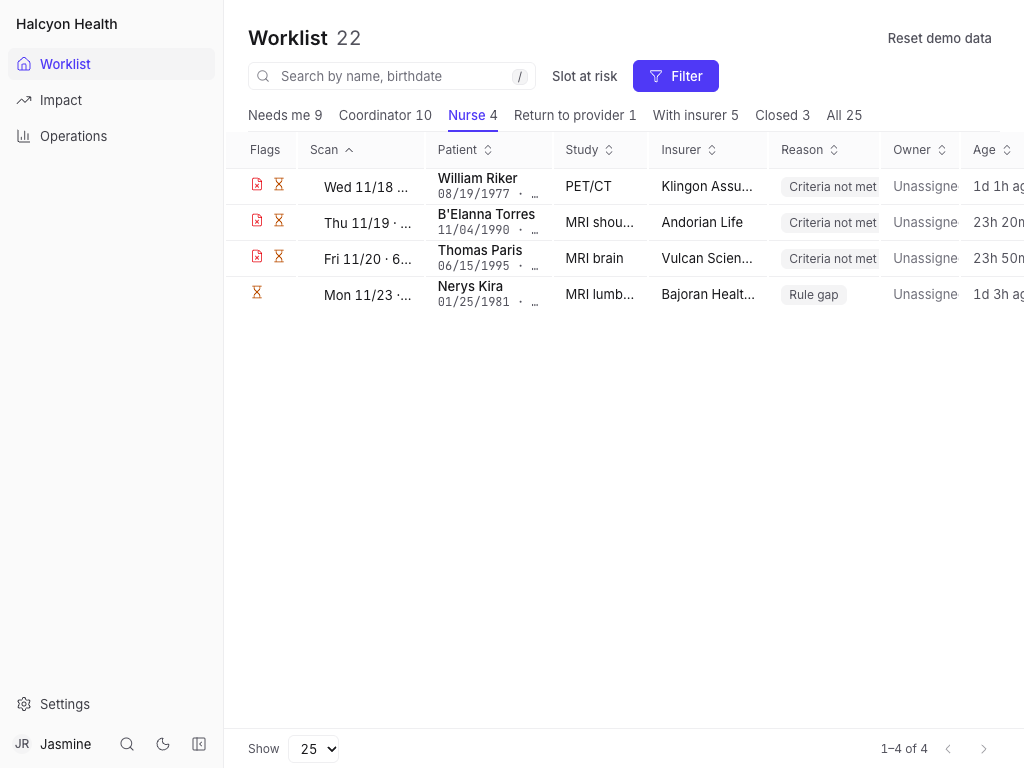 Halcyon Health
Worklist
Impact
Operations
Settings
JR Jasmine
Worklist 22
Reset demo data
Search by name, birthdate /
Slot at risk
Filter
Needs me 9 Coordinator 10 Nurse 4 Return to provider 1 With insurer 5 Closed 3 All 25
Flags Scan Patient Study Insurer Reason Owner Age
Wed 11/18 ... William Riker 08/19/1977 · … PET/CT Klingon Assu... Criteria not met Unassigne 1d 1h ag
Thu 11/19 · ... B'Elanna Torres 11/04/1990 · … MRI shou... Andorian Life Criteria not met Unassigne 23h 20m
Fri 11/20 · 6... Thomas Paris 06/15/1995 · … MRI brain Vulcan Scien... Criteria not met Unassigne 23h 50m
Mon 11/23 ·... Nerys Kira 01/25/1981 · … MRI lumb... Bajoran Healt... Rule gap Unassigne 1d 3h ag
Show 25 1–4 of 4